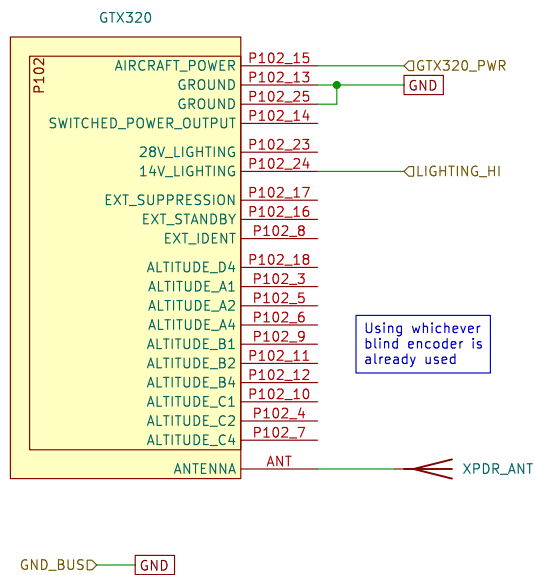 GTX320
P102
AIRCRAFT_POWER P102_15 GTX320_PWR
GROUND P102_13 GND
GROUND P102_25
SWITCHED_POWER_OUTPUT P102_14
28V_LIGHTING P102_23
14V_LIGHTING P102_24 LIGHTING_HI
EXT_SUPPRESSION P102_17
EXT_STANDBY P102_16
EXT_IDENT P102_8
ALTITUDE_D4 P102_18
ALTITUDE_A1 P102_3
ALTITUDE_A2 P102_5
ALTITUDE_A4 P102_6
ALTITUDE_B1 P102_9
ALTITUDE_B2 P102_11
ALTITUDE_B4 P102_12
ALTITUDE_C1 P102_10
ALTITUDE_C2 P102_4
ALTITUDE_C4 P102_7
Using whichever
blind encoder is
already used
ANTENNA ANT XPDR_ANT
GND_BUS GND